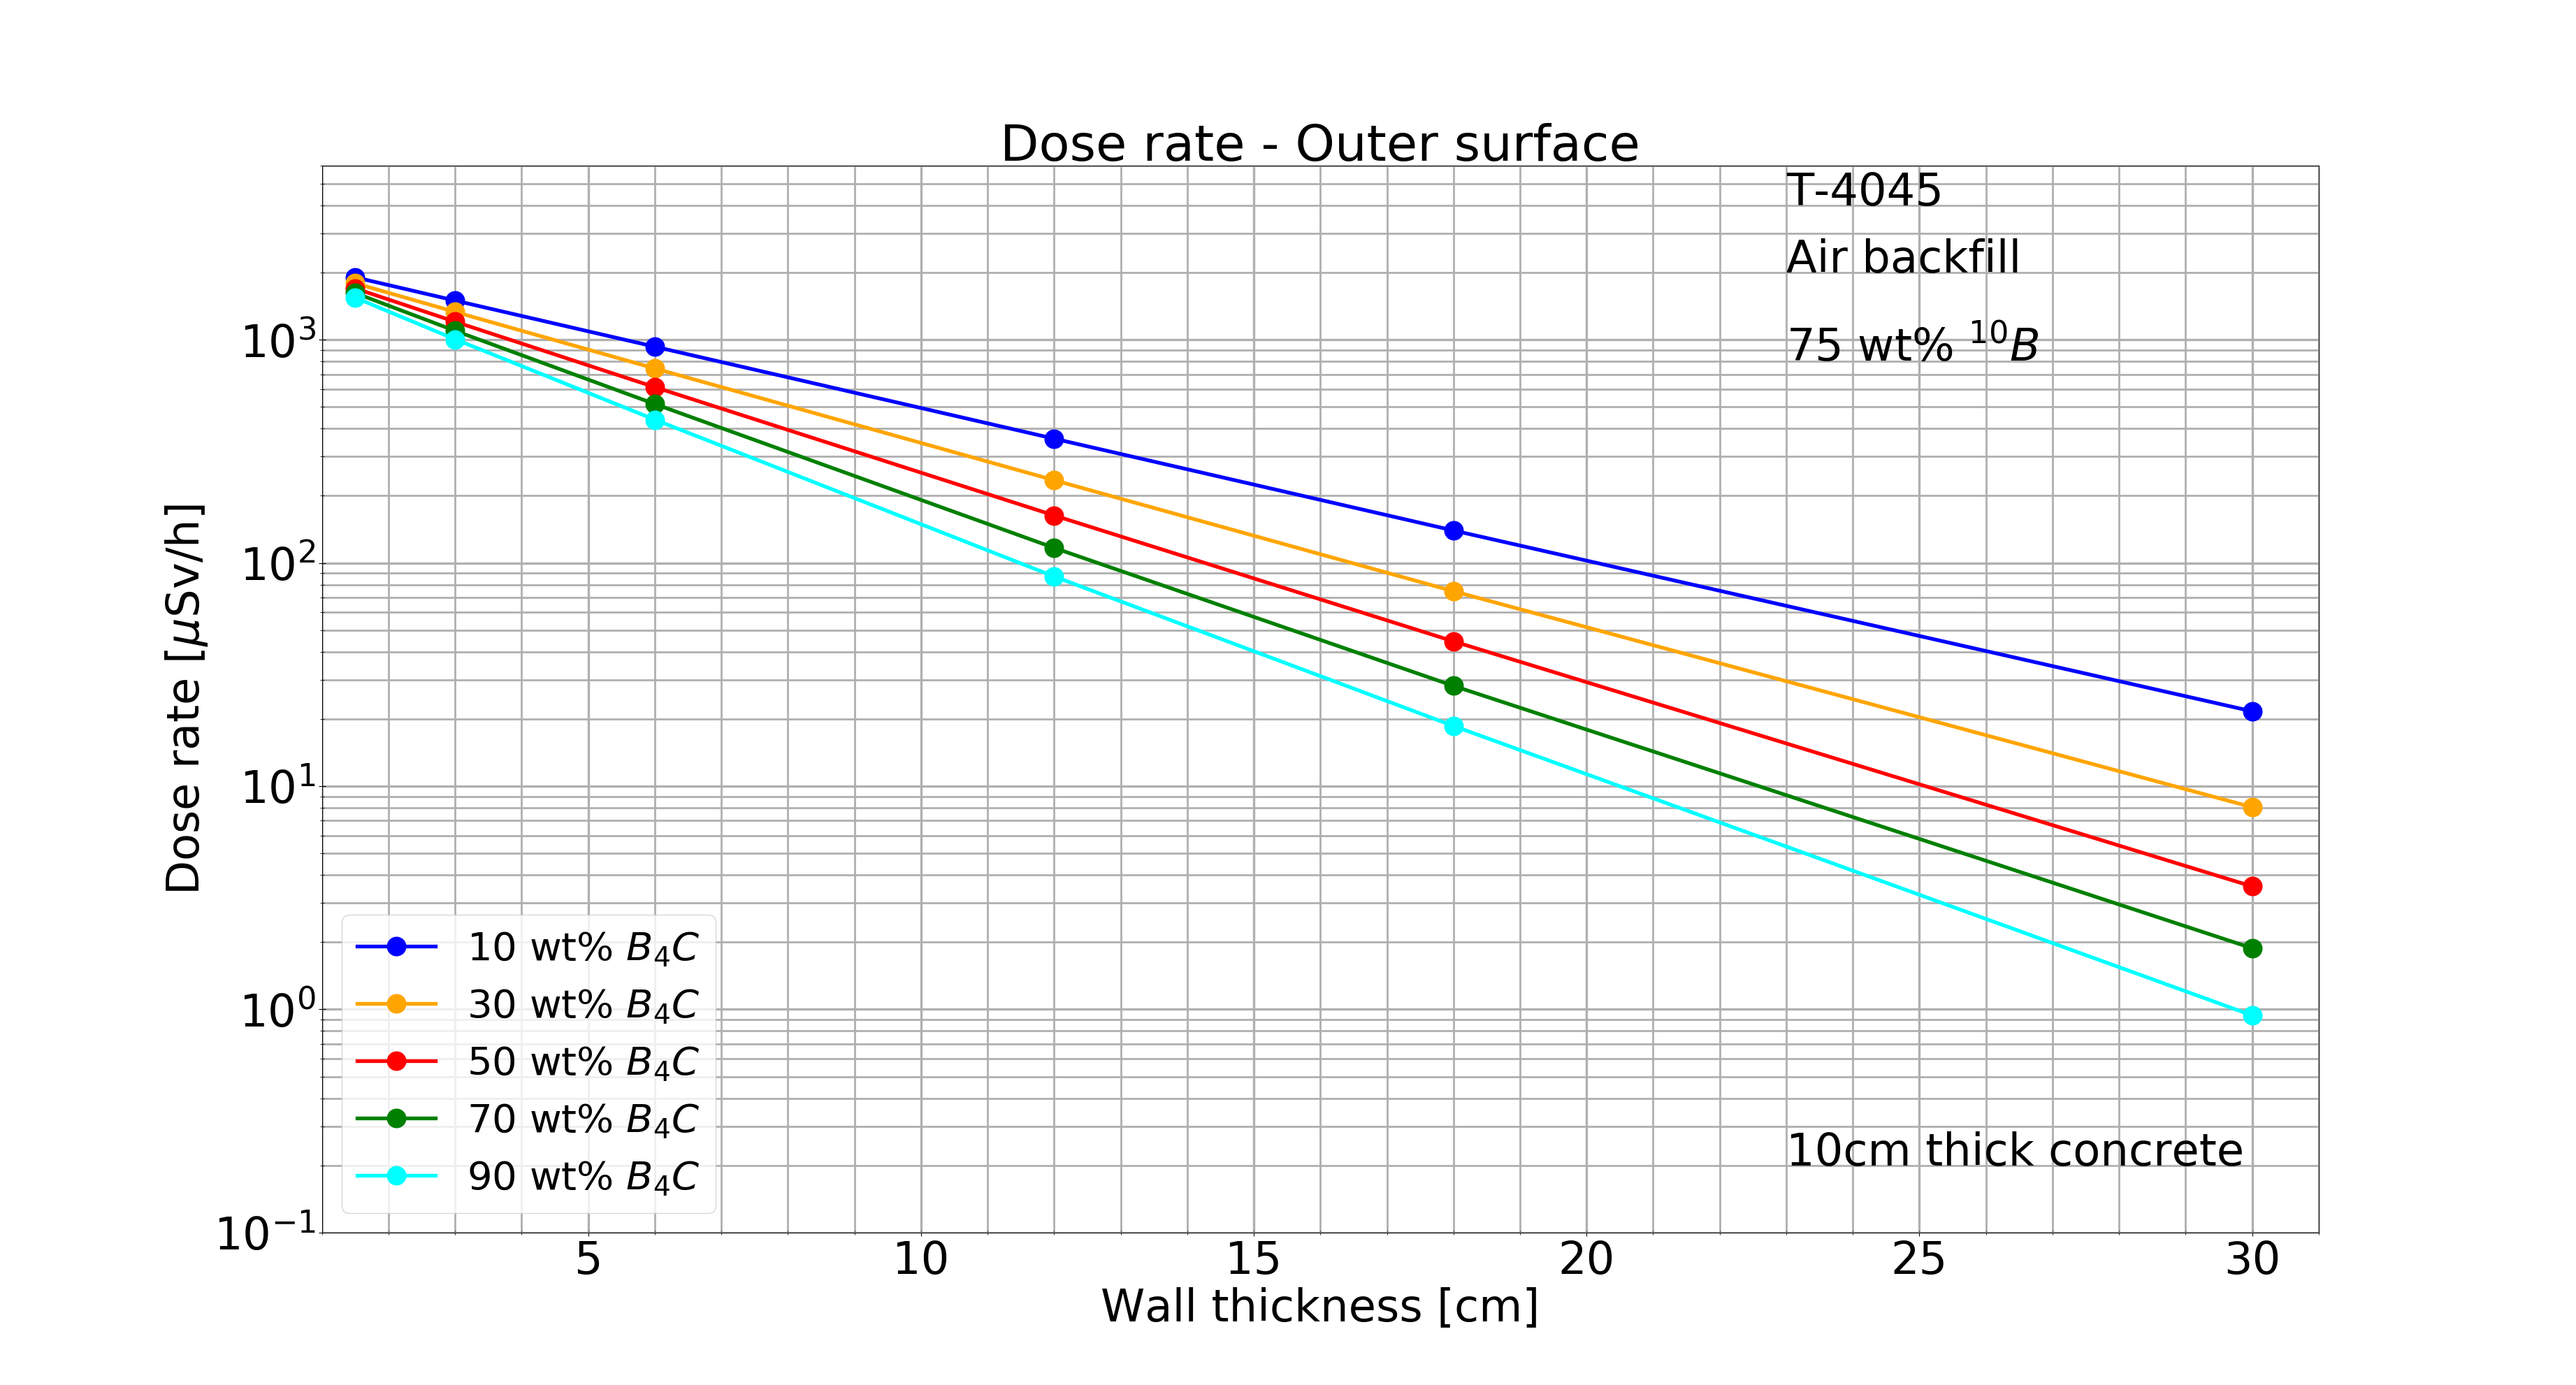 Dose rate - Outer surface
T-4045
Air backfill
75 wt% ¹⁰B
10cm thick concrete
Dose rate [μSv/h]
10³
10²
10¹
10⁰
10⁻¹
10 wt% B₄C
30 wt% B₄C
50 wt% B₄C
70 wt% B₄C
90 wt% B₄C
5 10 15 20 25 30
Wall thickness [cm]